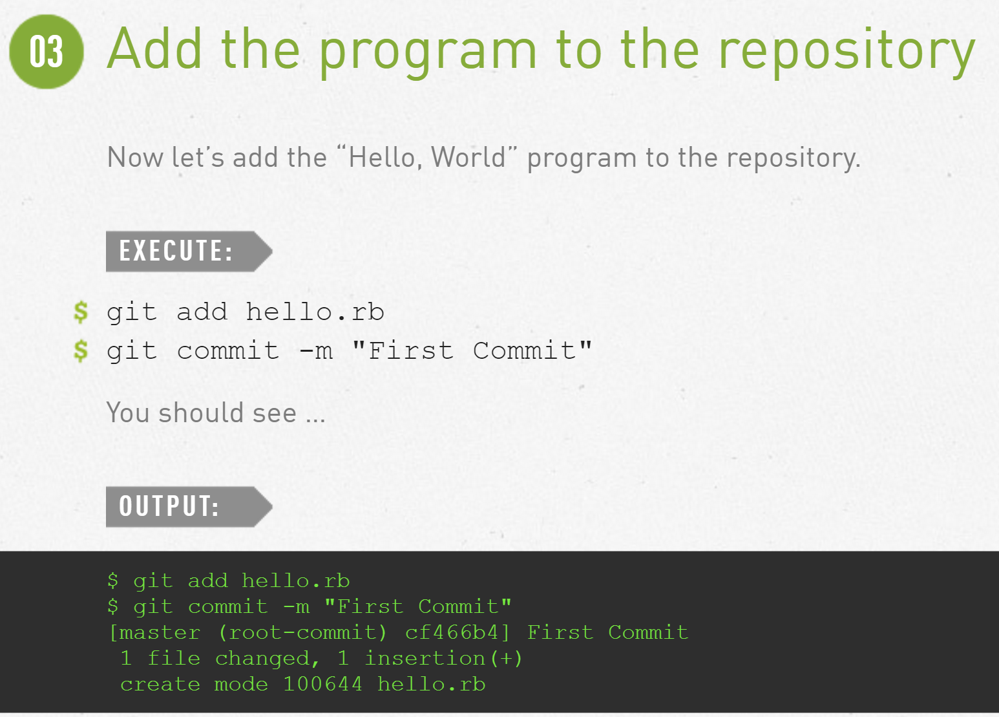 03 Add the program to the repository
Now let’s add the “Hello, World” program to the repository.
EXECUTE:
$ git add hello.rb
$ git commit -m "First Commit"
You should see ...
OUTPUT:
$ git add hello.rb
$ git commit -m "First Commit"
[master (root-commit) cf466b4] First Commit
 1 file changed, 1 insertion(+)
 create mode 100644 hello.rb